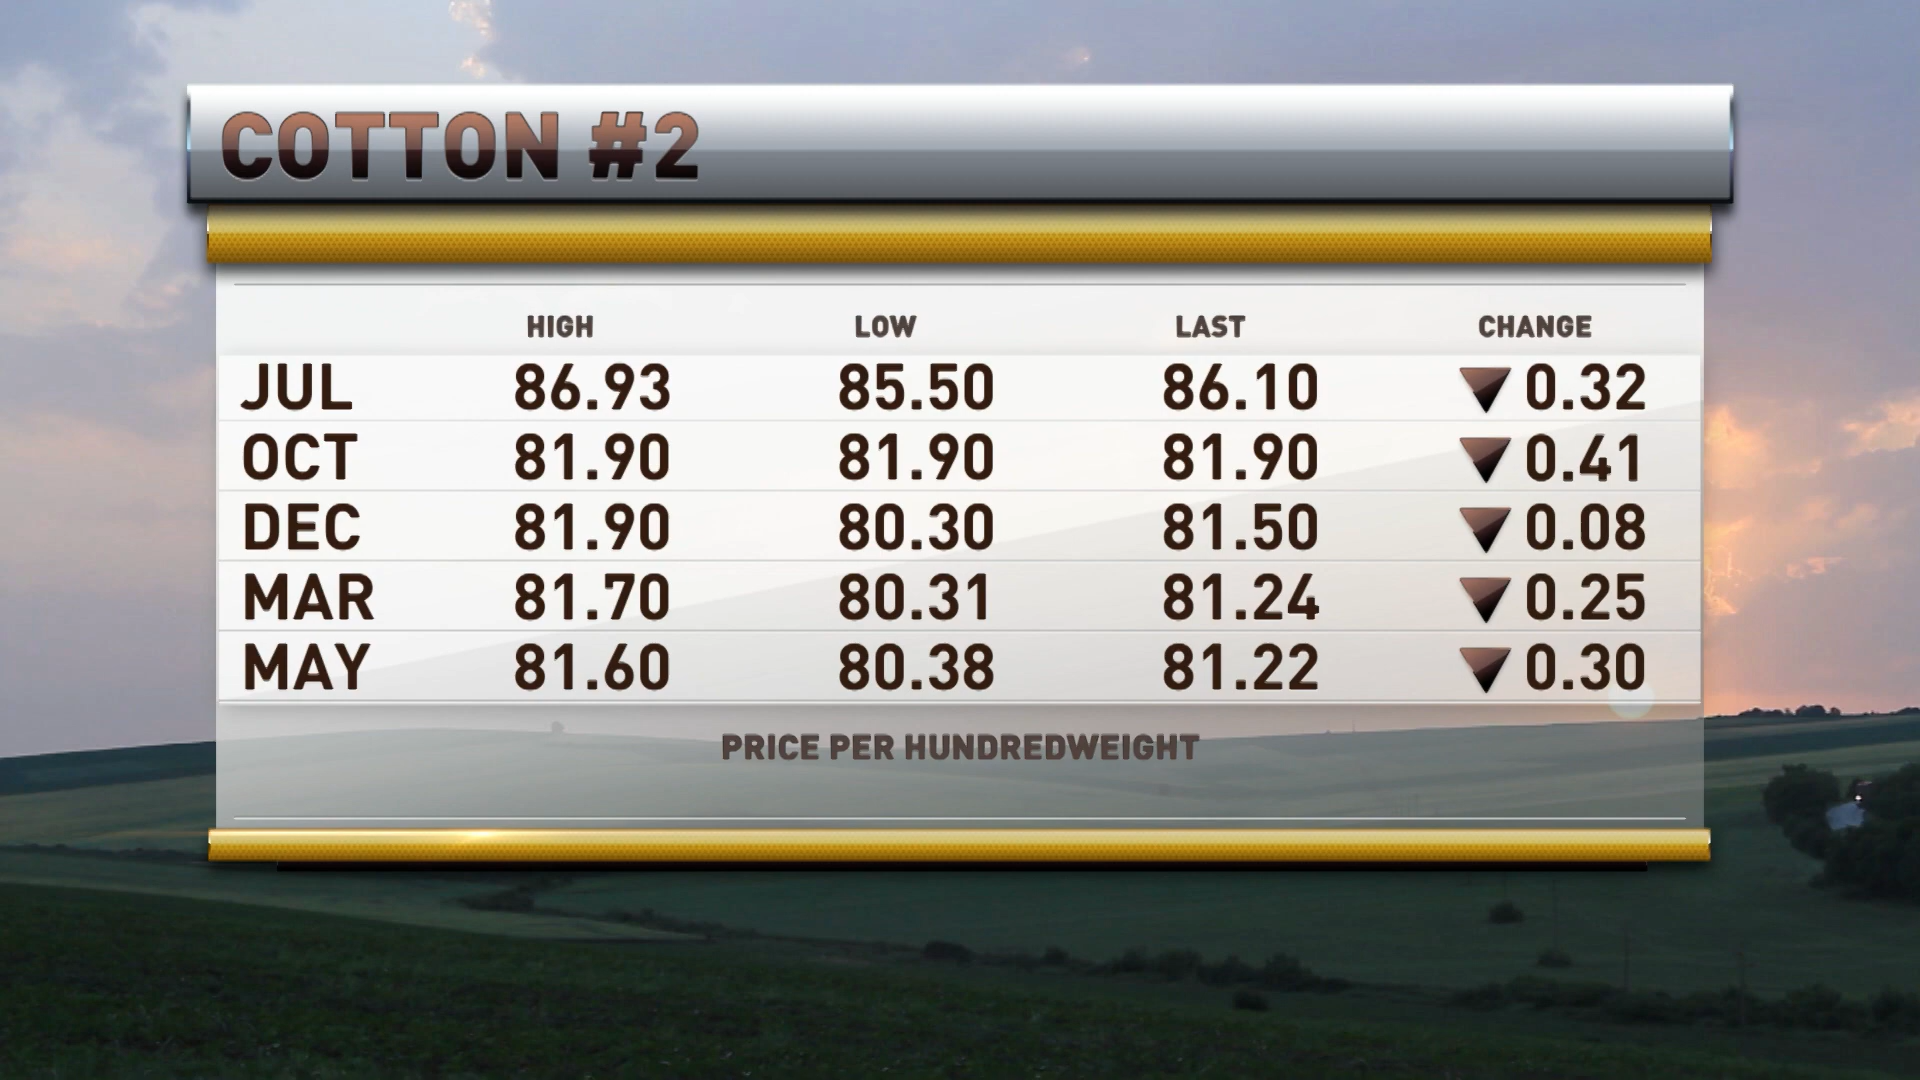 COTTON #2
HIGH LOW LAST CHANGE
JUL 86.93 85.50 86.10 ▼ 0.32
OCT 81.90 81.90 81.90 ▼ 0.41
DEC 81.90 80.30 81.50 ▼ 0.08
MAR 81.70 80.31 81.24 ▼ 0.25
MAY 81.60 80.38 81.22 ▼ 0.30
PRICE PER HUNDREDWEIGHT